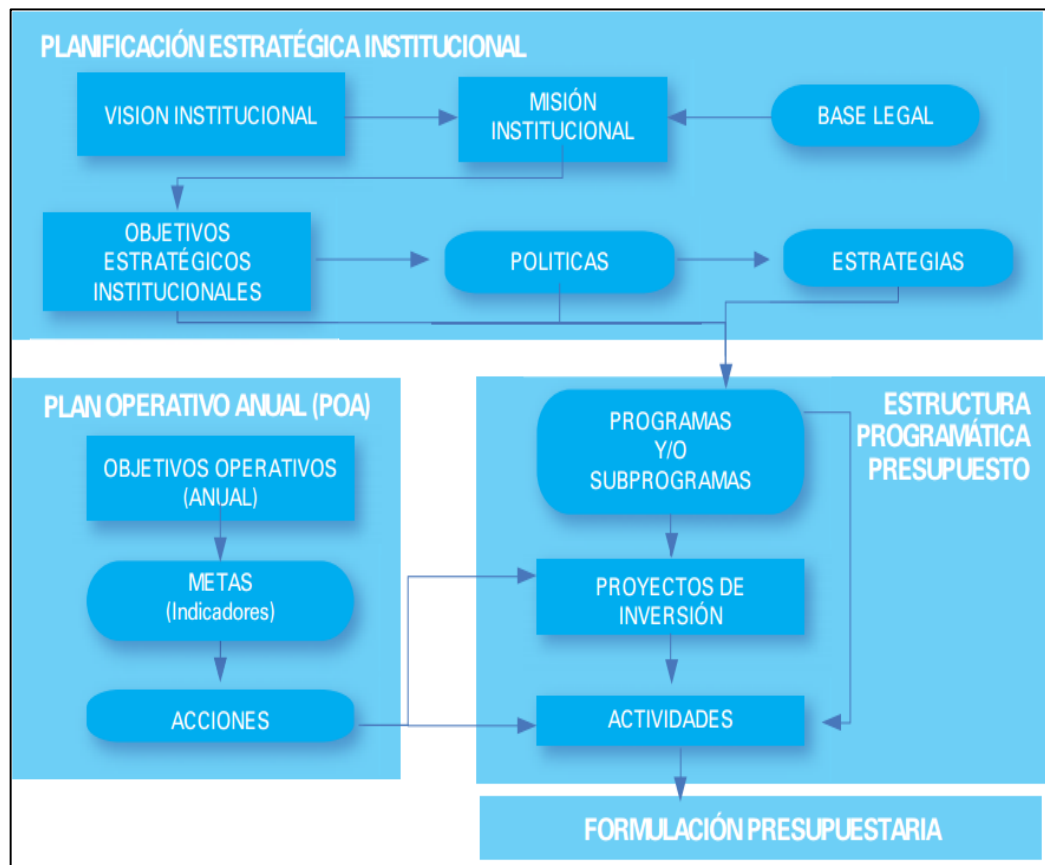 PLANIFICACIÓN ESTRATÉGICA INSTITUCIONAL
VISION INSTITUCIONAL
MISIÓN
INSTITUCIONAL
BASE LEGAL
OBJETIVOS
ESTRATÉGICOS
INSTITUCIONALES
POLITICAS
ESTRATEGIAS
PLAN OPERATIVO ANUAL (POA)
OBJETIVOS OPERATIVOS
(ANUAL)
METAS
(Indicadores)
ACCIONES
ESTRUCTURA
PROGRAMÁTICA
PRESUPUESTO
PROGRAMAS
Y/O
SUBPROGRAMAS
PROYECTOS DE
INVERSIÓN
ACTIVIDADES
FORMULACIÓN PRESUPUESTARIA